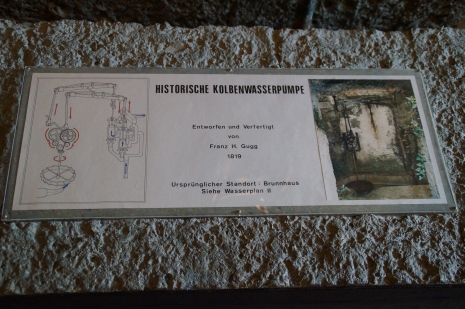 HISTORISCHE KOLBENWASSERPUMPE
Entworfen und Verfertigt
von
Franz H. Gugg
1819
Ursprünglicher Standort : Brunnhaus
Siehe Wasserplan 8